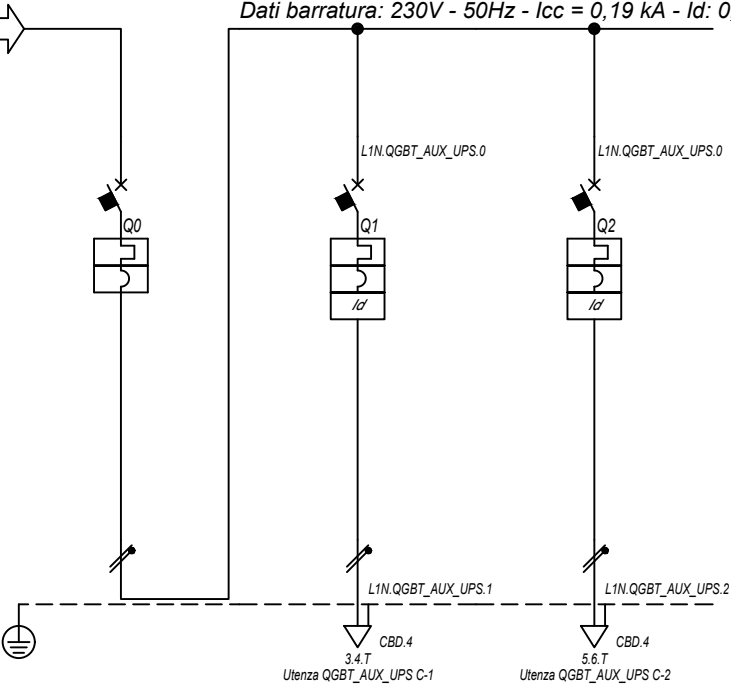 Dati barratura: 230V - 50Hz - Icc = 0,19 kA - Id: 0,
L1N.QGBT_AUX_UPS.0
L1N.QGBT_AUX_UPS.0
Q0
Q1
Q2
Id
Id
L1N.QGBT_AUX_UPS.1
L1N.QGBT_AUX_UPS.2
CBD.4
CBD.4
3.4.T
5.6.T
Utenza QGBT_AUX_UPS C-1
Utenza QGBT_AUX_UPS C-2